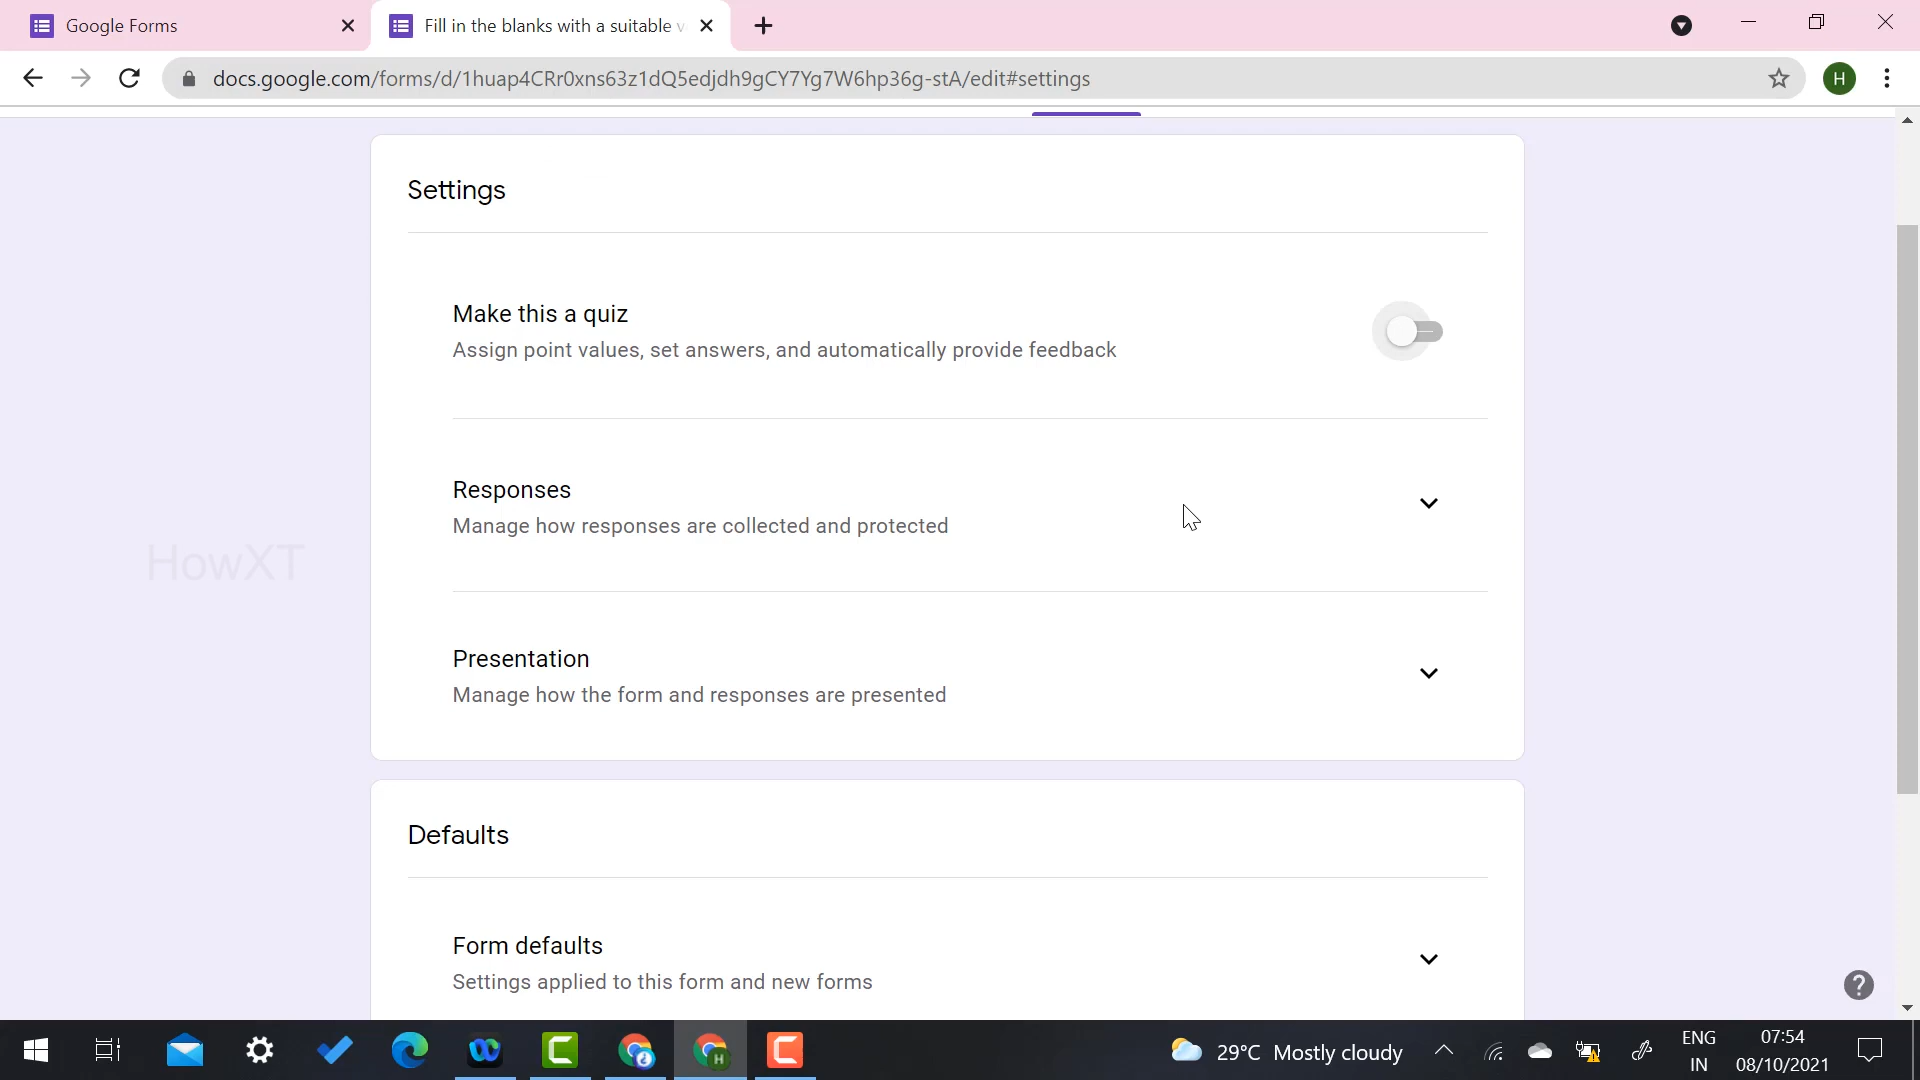 Google Forms
Fill in the blanks with a suitable v
docs.google.com/forms/d/1huap4CRr0xns63z1dQ5edjdh9gCY7Yg7W6hp36g-stA/edit#settings
H
Settings
Make this a quiz
Assign point values, set answers, and automatically provide feedback
Responses
Manage how responses are collected and protected
HowXT
Presentation
Manage how the form and responses are presented
Defaults
Form defaults
Settings applied to this form and new forms
29°C Mostly cloudy
ENG
IN
07:54
08/10/2021